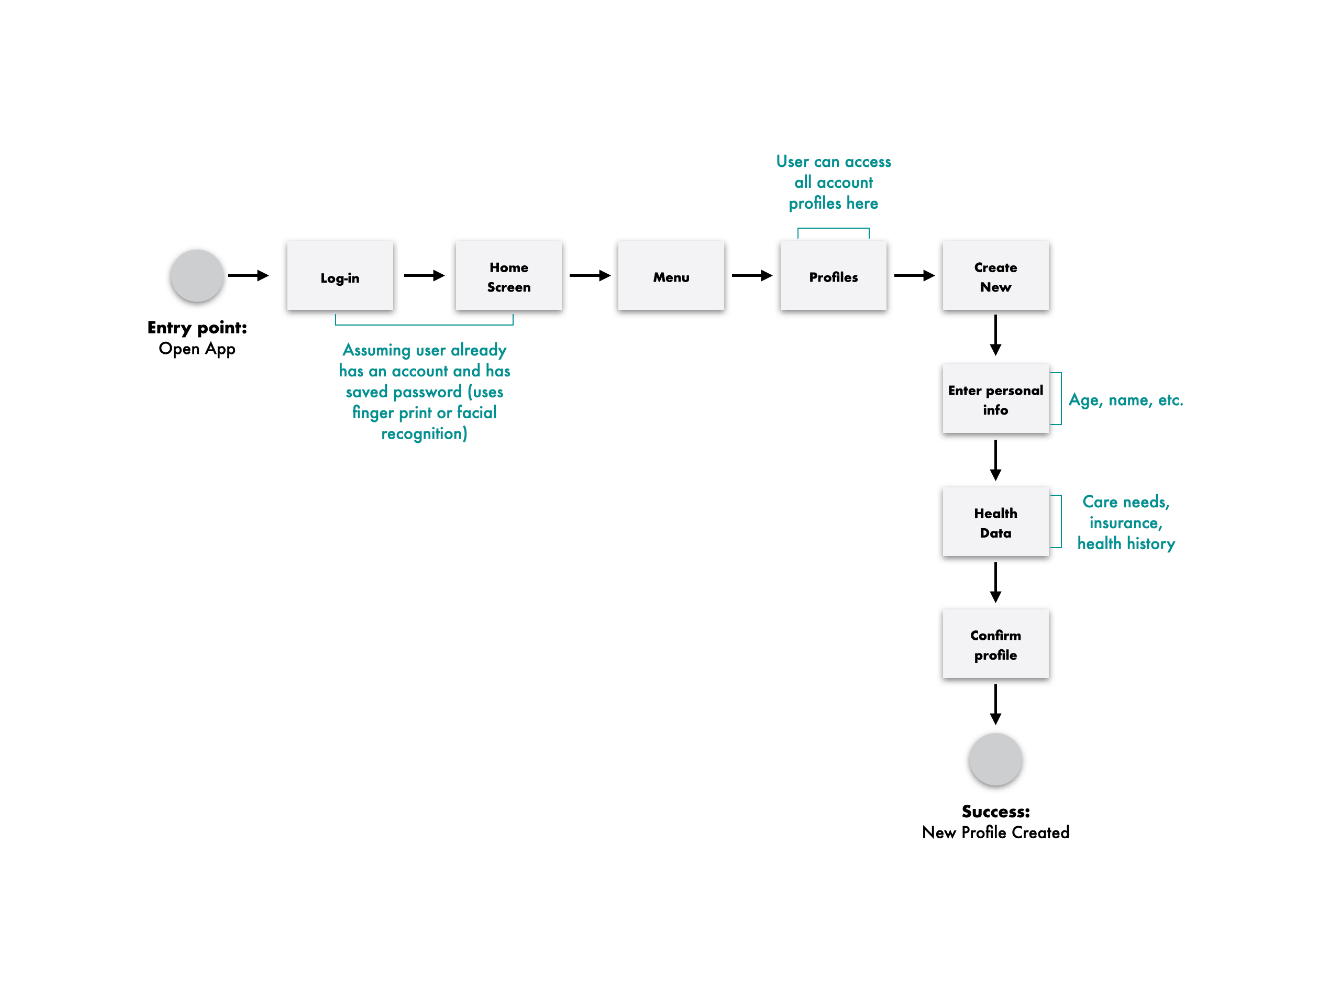 User can access
all account
profiles here
Log-in
Home
Screen
Menu
Profiles
Create
New
Entry point:
Open App
Assuming user already
has an account and has
saved password (uses
finger print or facial
recognition)
Enter personal
info
Age, name, etc.
Health
Data
Care needs,
insurance,
health history
Confirm
profile
Success:
New Profile Created